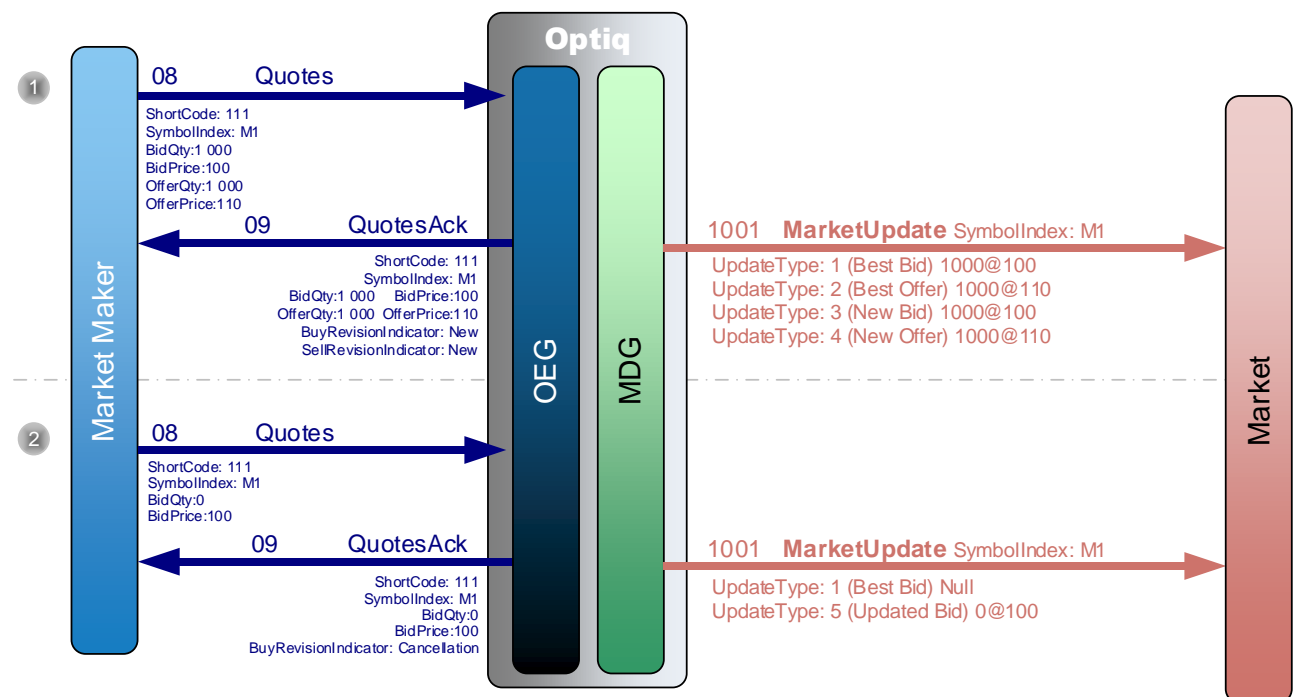 Optiq
1
08 Quotes
ShortCode: 111
SymbolIndex: M1
BidQty:1 000
BidPrice:100
OfferQty:1 000
OfferPrice:110
09 QuotesAck
ShortCode: 111
SymbolIndex: M1
BidQty:1 000 BidPrice:100
OfferQty:1 000 OfferPrice:110
BuyRevisionIndicator: New
SellRevisionIndicator: New
1001 MarketUpdate SymbolIndex: M1
UpdateType: 1 (Best Bid) 1000@100
UpdateType: 2 (Best Offer) 1000@110
UpdateType: 3 (New Bid) 1000@100
UpdateType: 4 (New Offer) 1000@110
Market Maker
OEG
MDG
Market
2
08 Quotes
ShortCode: 111
SymbolIndex: M1
BidQty:0
BidPrice:100
09 QuotesAck
ShortCode: 111
SymbolIndex: M1
BidQty:0
BidPrice:100
BuyRevisionIndicator: Cancellation
1001 MarketUpdate SymbolIndex: M1
UpdateType: 1 (Best Bid) Null
UpdateType: 5 (Updated Bid) 0@100